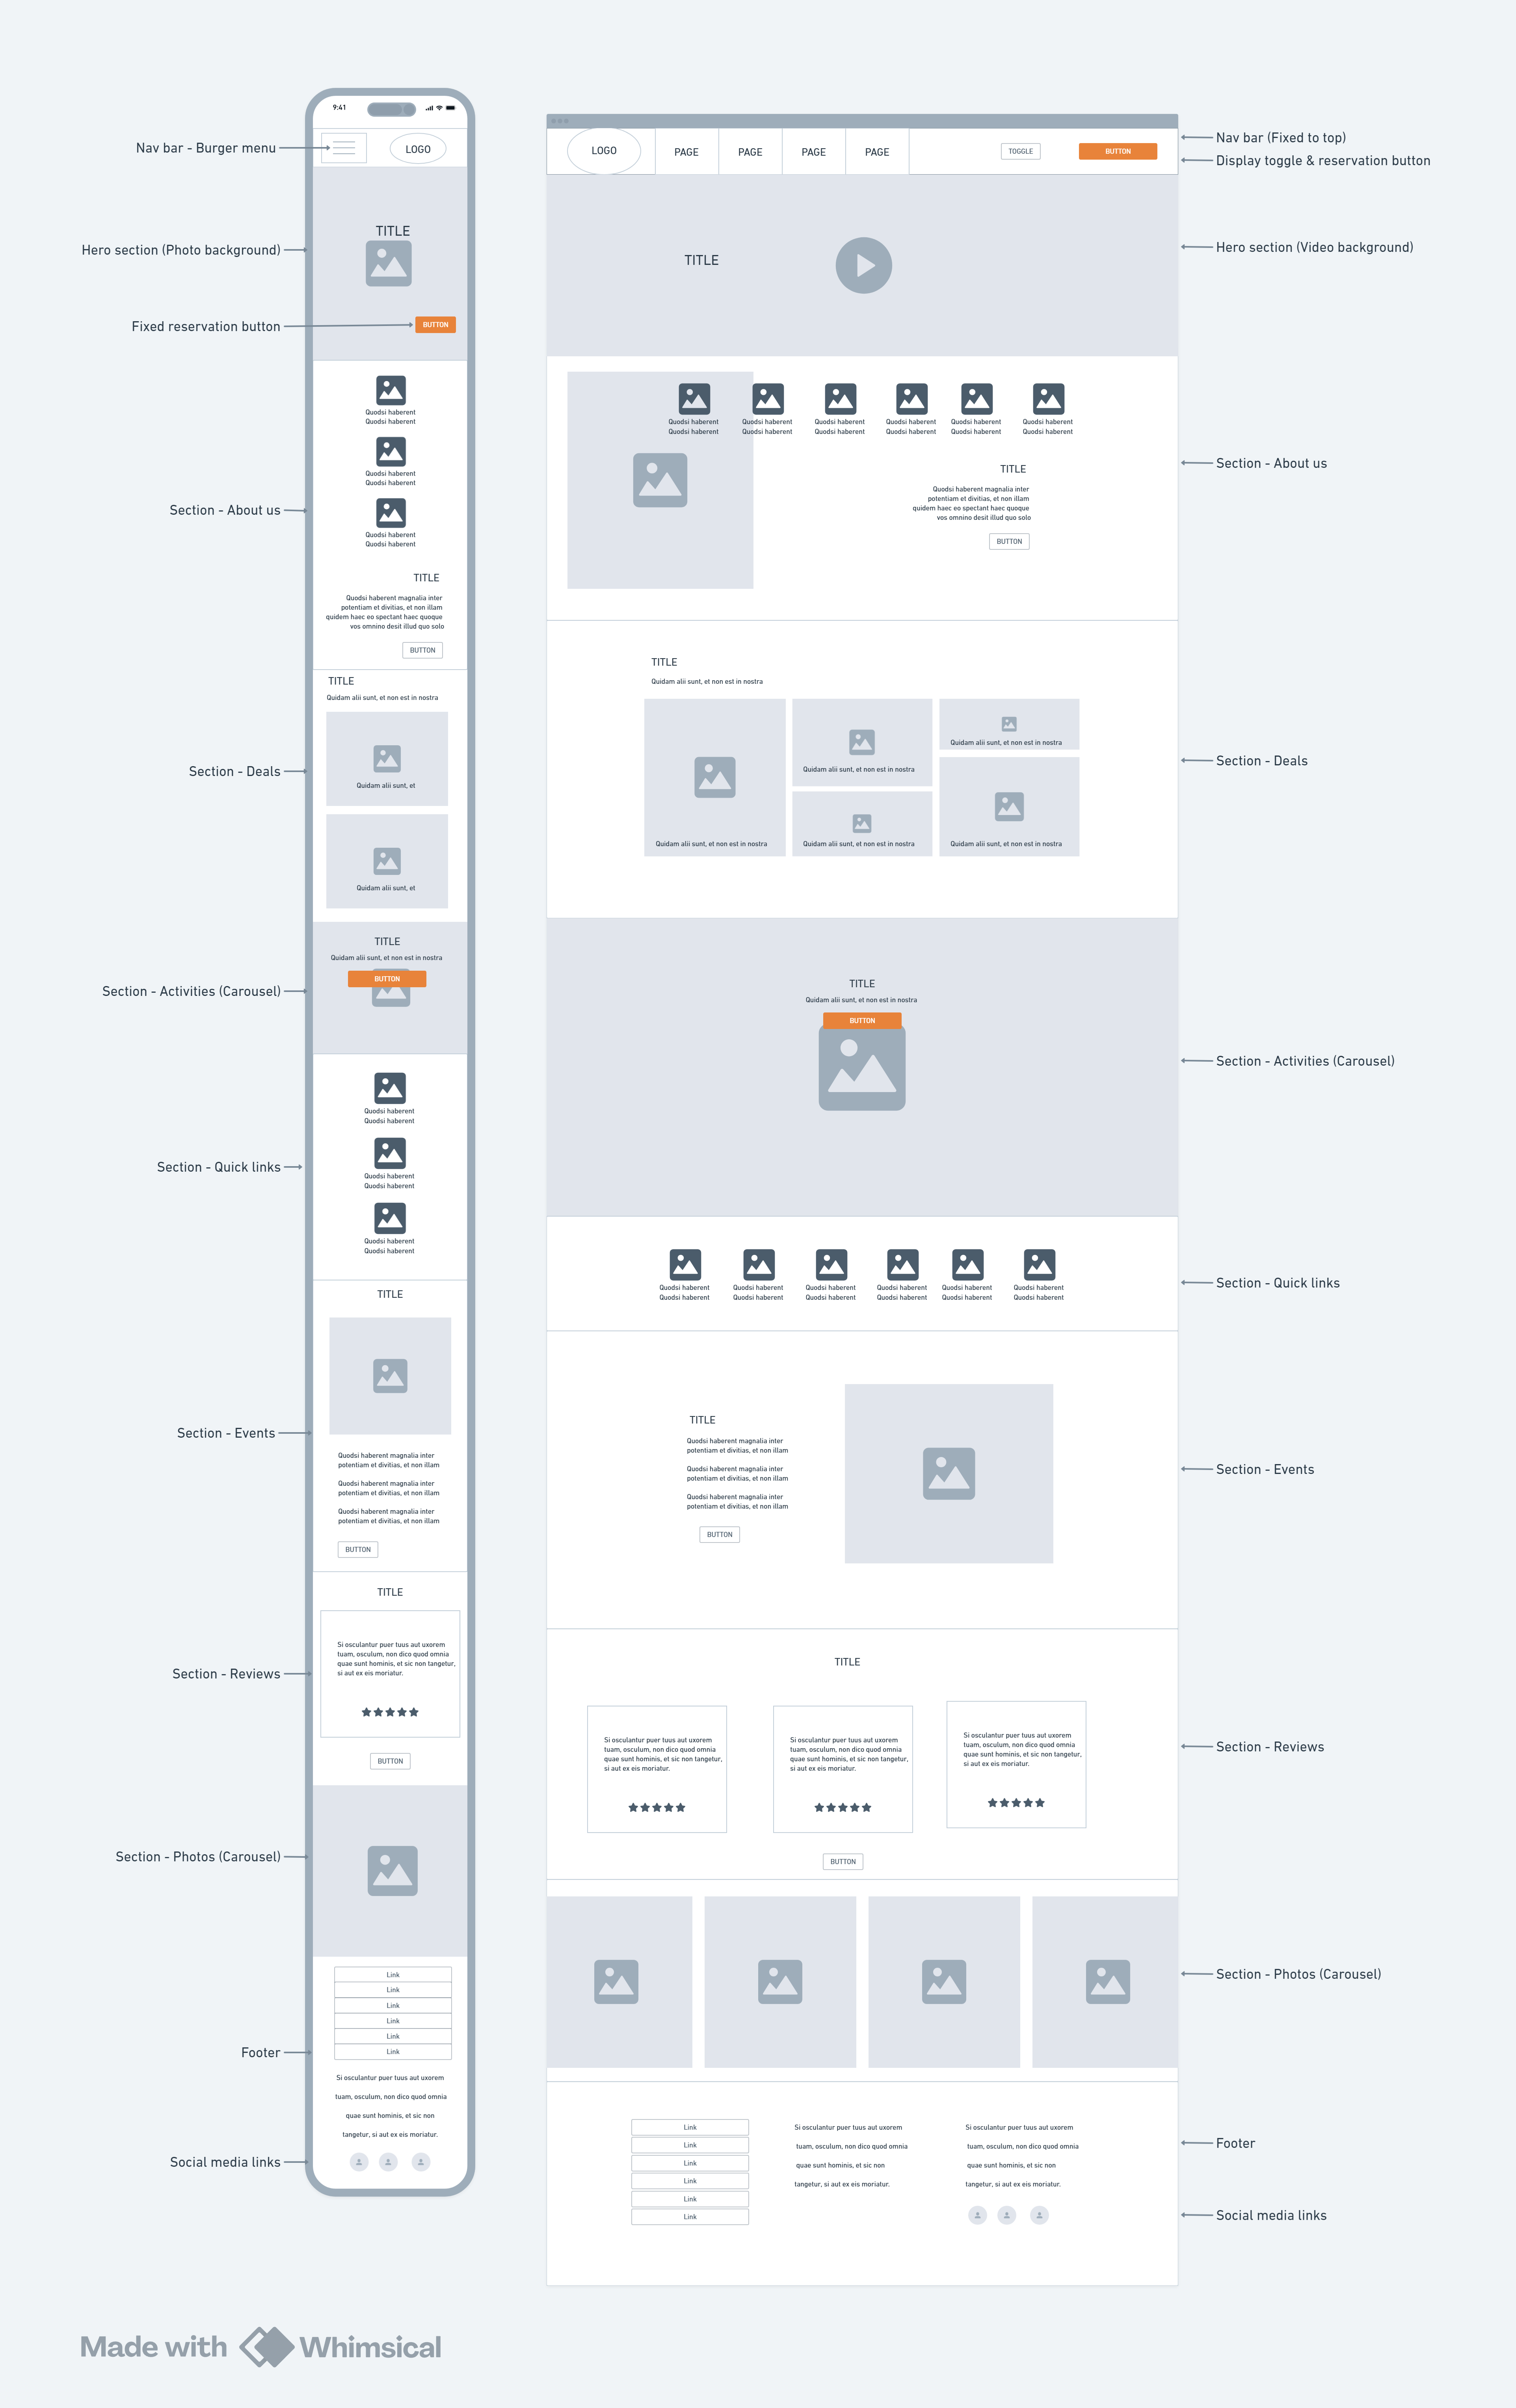 9:41
Nav bar - Burger menu
LOGO
Hero section (Photo background)
TITLE
Fixed reservation button
BUTTON
Section - About us
Quodsi haberent
Quodsi haberent
Quodsi haberent
Quodsi haberent
Quodsi haberent
Quodsi haberent
TITLE
Quodsi haberent magnalia inter
potentiam et divitias, et non illam
quidem haec eo spectant haec quoque
vos omnino desit illud quo solo
BUTTON
TITLE
Quidam alii sunt, et non est in nostra
Section - Deals
Quidam alii sunt, et
Quidam alii sunt, et
TITLE
Quidam alii sunt, et non est in nostra
BUTTON
Section - Activities (Carousel)
Quodsi haberent
Quodsi haberent
Section - Quick links
Quodsi haberent
Quodsi haberent
Quodsi haberent
Quodsi haberent
TITLE
Section - Events
Quodsi haberent magnalia inter
potentiam et divitias, et non illam
Quodsi haberent magnalia inter
potentiam et divitias, et non illam
Quodsi haberent magnalia inter
potentiam et divitias, et non illam
BUTTON
TITLE
Section - Reviews
Si osculantur puer tuus aut uxorem
tuam, osculum, non dico quod omnia
quae sunt hominis, et sic non tangetur,
si aut ex eis moriatur.
BUTTON
Section - Photos (Carousel)
Link
Link
Link
Link
Link
Link
Footer
Si osculantur puer tuus aut uxorem
tuam, osculum, non dico quod omnia
quae sunt hominis, et sic non
tangetur, si aut ex eis moriatur.
Social media links
LOGO
PAGE
PAGE
PAGE
PAGE
TOGGLE
BUTTON
Nav bar (Fixed to top)
Display toggle & reservation button
TITLE
Hero section (Video background)
Quodsi haberent
Quodsi haberent
Quodsi haberent
Quodsi haberent
Quodsi haberent
Quodsi haberent
Quodsi haberent
Quodsi haberent
Quodsi haberent
Quodsi haberent
Quodsi haberent
Quodsi haberent
TITLE
Quodsi haberent magnalia inter
potentiam et divitias, et non illam
quidem haec eo spectant haec quoque
vos omnino desit illud quo solo
BUTTON
Section - About us
TITLE
Quidam alii sunt, et non est in nostra
Quidam alii sunt, et non est in nostra
Quidam alii sunt, et non est in nostra
Quidam alii sunt, et non est in nostra
Quidam alii sunt, et non est in nostra
Quidam alii sunt, et non est in nostra
Section - Deals
TITLE
Quidam alii sunt, et non est in nostra
BUTTON
Section - Activities (Carousel)
Quodsi haberent
Quodsi haberent
Quodsi haberent
Quodsi haberent
Quodsi haberent
Quodsi haberent
Quodsi haberent
Quodsi haberent
Quodsi haberent
Quodsi haberent
Quodsi haberent
Quodsi haberent
Section - Quick links
TITLE
Quodsi haberent magnalia inter
potentiam et divitias, et non illam
Quodsi haberent magnalia inter
potentiam et divitias, et non illam
Quodsi haberent magnalia inter
potentiam et divitias, et non illam
BUTTON
Section - Events
TITLE
Si osculantur puer tuus aut uxorem
tuam, osculum, non dico quod omnia
quae sunt hominis, et sic non tangetur,
si aut ex eis moriatur.
Si osculantur puer tuus aut uxorem
tuam, osculum, non dico quod omnia
quae sunt hominis, et sic non tangetur,
si aut ex eis moriatur.
Si osculantur puer tuus aut uxorem
tuam, osculum, non dico quod omnia
quae sunt hominis, et sic non tangetur,
si aut ex eis moriatur.
BUTTON
Section - Reviews
Section - Photos (Carousel)
Link
Link
Link
Link
Link
Link
Si osculantur puer tuus aut uxorem
tuam, osculum, non dico quod omnia
quae sunt hominis, et sic non
tangetur, si aut ex eis moriatur.
Si osculantur puer tuus aut uxorem
tuam, osculum, non dico quod omnia
quae sunt hominis, et sic non
tangetur, si aut ex eis moriatur.
Footer
Social media links
Made with Whimsical